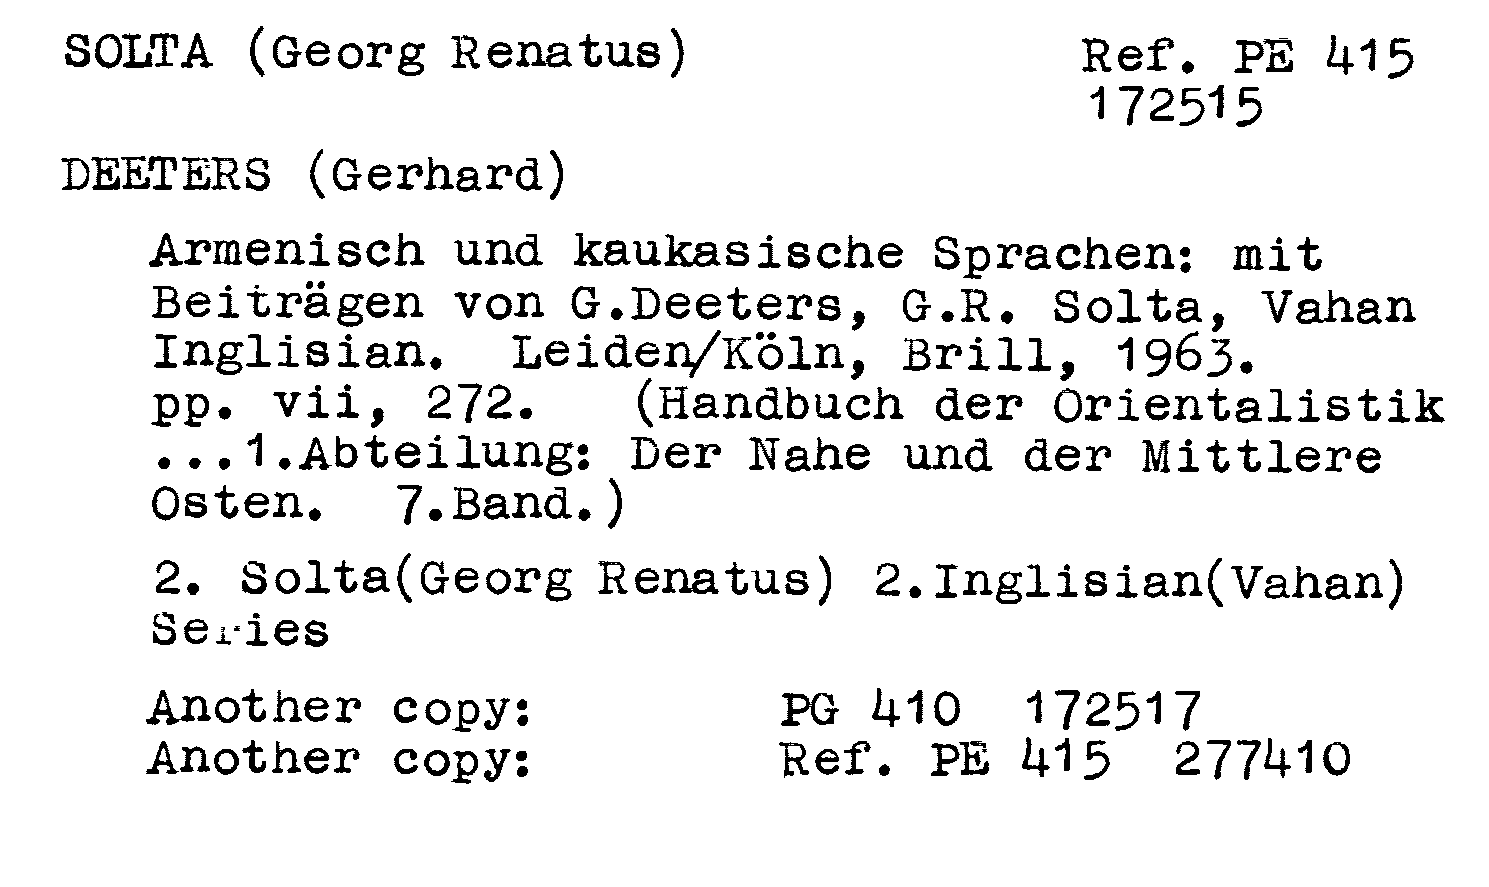 SOLTA (Georg Renatus) Ref. PE 415
172515
DEETERS (Gerhard)
Armenisch und kaukasische Sprachen: mit
Beiträgen von G.Deeters, G.R. Solta, Vahan
Inglisian. Leiden/Köln, Brill, 1963.
pp. vii, 272. (Handbuch der Orientalistik
...1.Abteilung: Der Nahe und der Mittlere
Osten. 7.Band.)
2. Solta(Georg Renatus) 2.Inglisian(Vahan)
Series
Another copy: PG 410 172517
Another copy: Ref. PE 415 277410